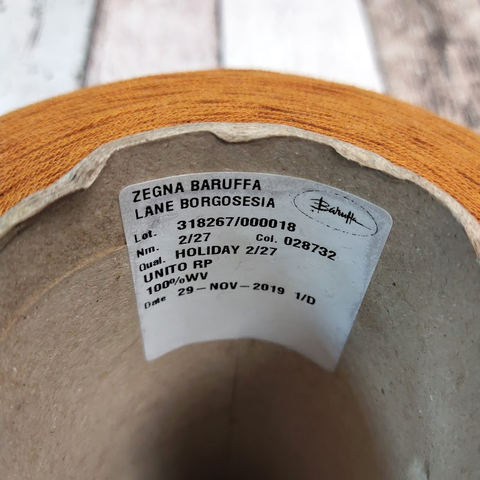 ZEGNA BARUFFA
LANE BORGOSESIA
Baruffa
Lot. 318267/000018
Nm. 2/27 Col. 028732
Qual. HOLIDAY 2/27
UNITO RP
100%WV
Date 29-NOV-2019 1/D